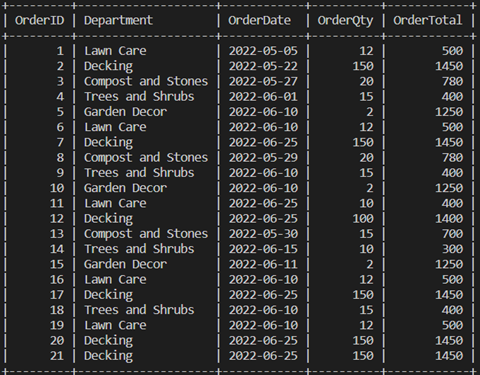 | OrderID | Department | OrderDate | OrderQty | OrderTotal |
| 1 | Lawn Care | 2022-05-05 | 12 | 500 |
| 2 | Decking | 2022-05-22 | 150 | 1450 |
| 3 | Compost and Stones | 2022-05-27 | 20 | 780 |
| 4 | Trees and Shrubs | 2022-06-01 | 15 | 400 |
| 5 | Garden Decor | 2022-06-10 | 2 | 1250 |
| 6 | Lawn Care | 2022-06-10 | 12 | 500 |
| 7 | Decking | 2022-06-25 | 150 | 1450 |
| 8 | Compost and Stones | 2022-05-29 | 20 | 780 |
| 9 | Trees and Shrubs | 2022-06-10 | 15 | 400 |
| 10 | Garden Decor | 2022-06-10 | 2 | 1250 |
| 11 | Lawn Care | 2022-06-25 | 10 | 400 |
| 12 | Decking | 2022-06-25 | 100 | 1400 |
| 13 | Compost and Stones | 2022-05-30 | 15 | 700 |
| 14 | Trees and Shrubs | 2022-06-15 | 10 | 300 |
| 15 | Garden Decor | 2022-06-11 | 2 | 1250 |
| 16 | Lawn Care | 2022-06-10 | 12 | 500 |
| 17 | Decking | 2022-06-25 | 150 | 1450 |
| 18 | Trees and Shrubs | 2022-06-10 | 15 | 400 |
| 19 | Lawn Care | 2022-06-10 | 12 | 500 |
| 20 | Decking | 2022-06-25 | 150 | 1450 |
| 21 | Decking | 2022-06-25 | 150 | 1450 |